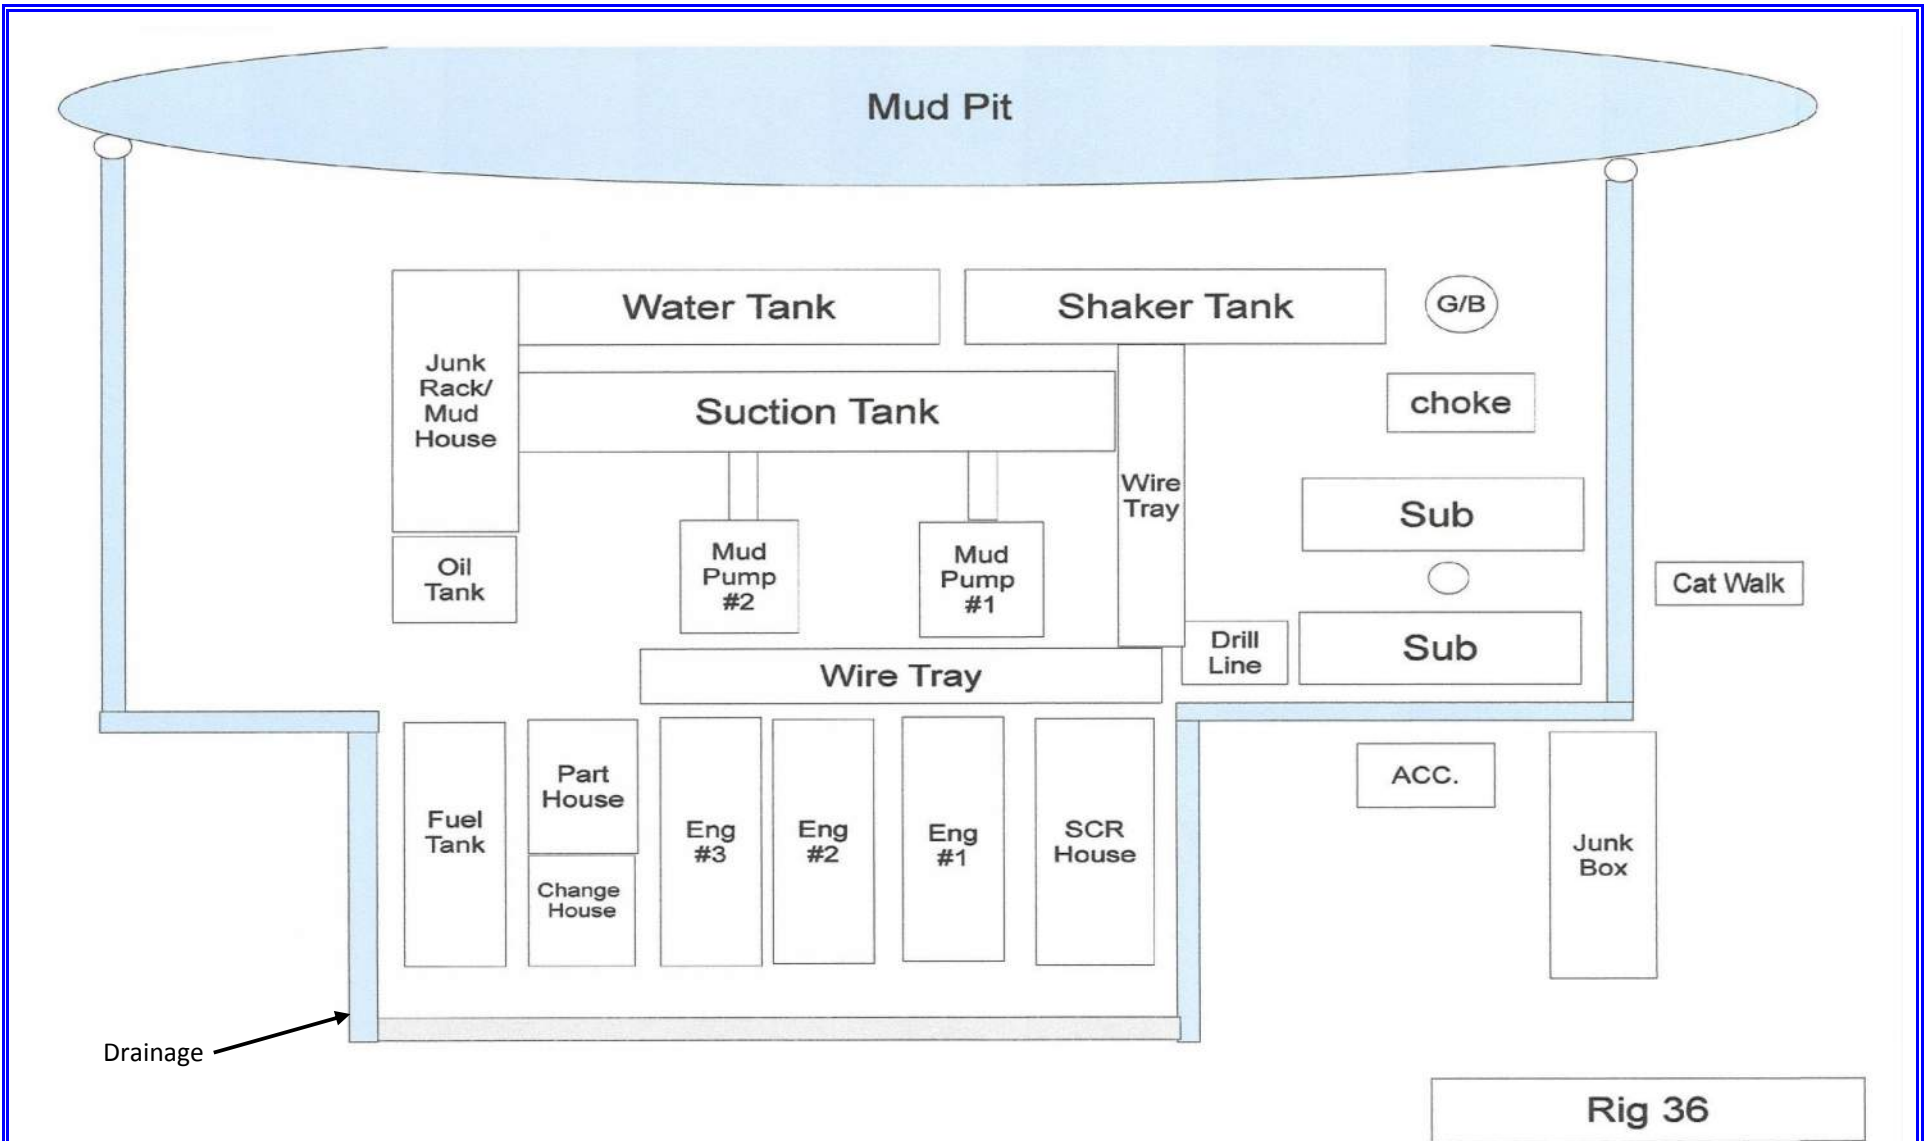 Mud Pit
Water Tank
Shaker Tank
G/B
Junk
Rack/
Mud
House
Suction Tank
choke
Wire
Tray
Sub
Oil
Tank
Mud
Pump
#2
Mud
Pump
#1
Cat Walk
Drill
Line
Sub
Wire Tray
Fuel
Tank
Part
House
Change
House
Eng
#3
Eng
#2
Eng
#1
SCR
House
ACC.
Junk
Box
Drainage
Rig 36